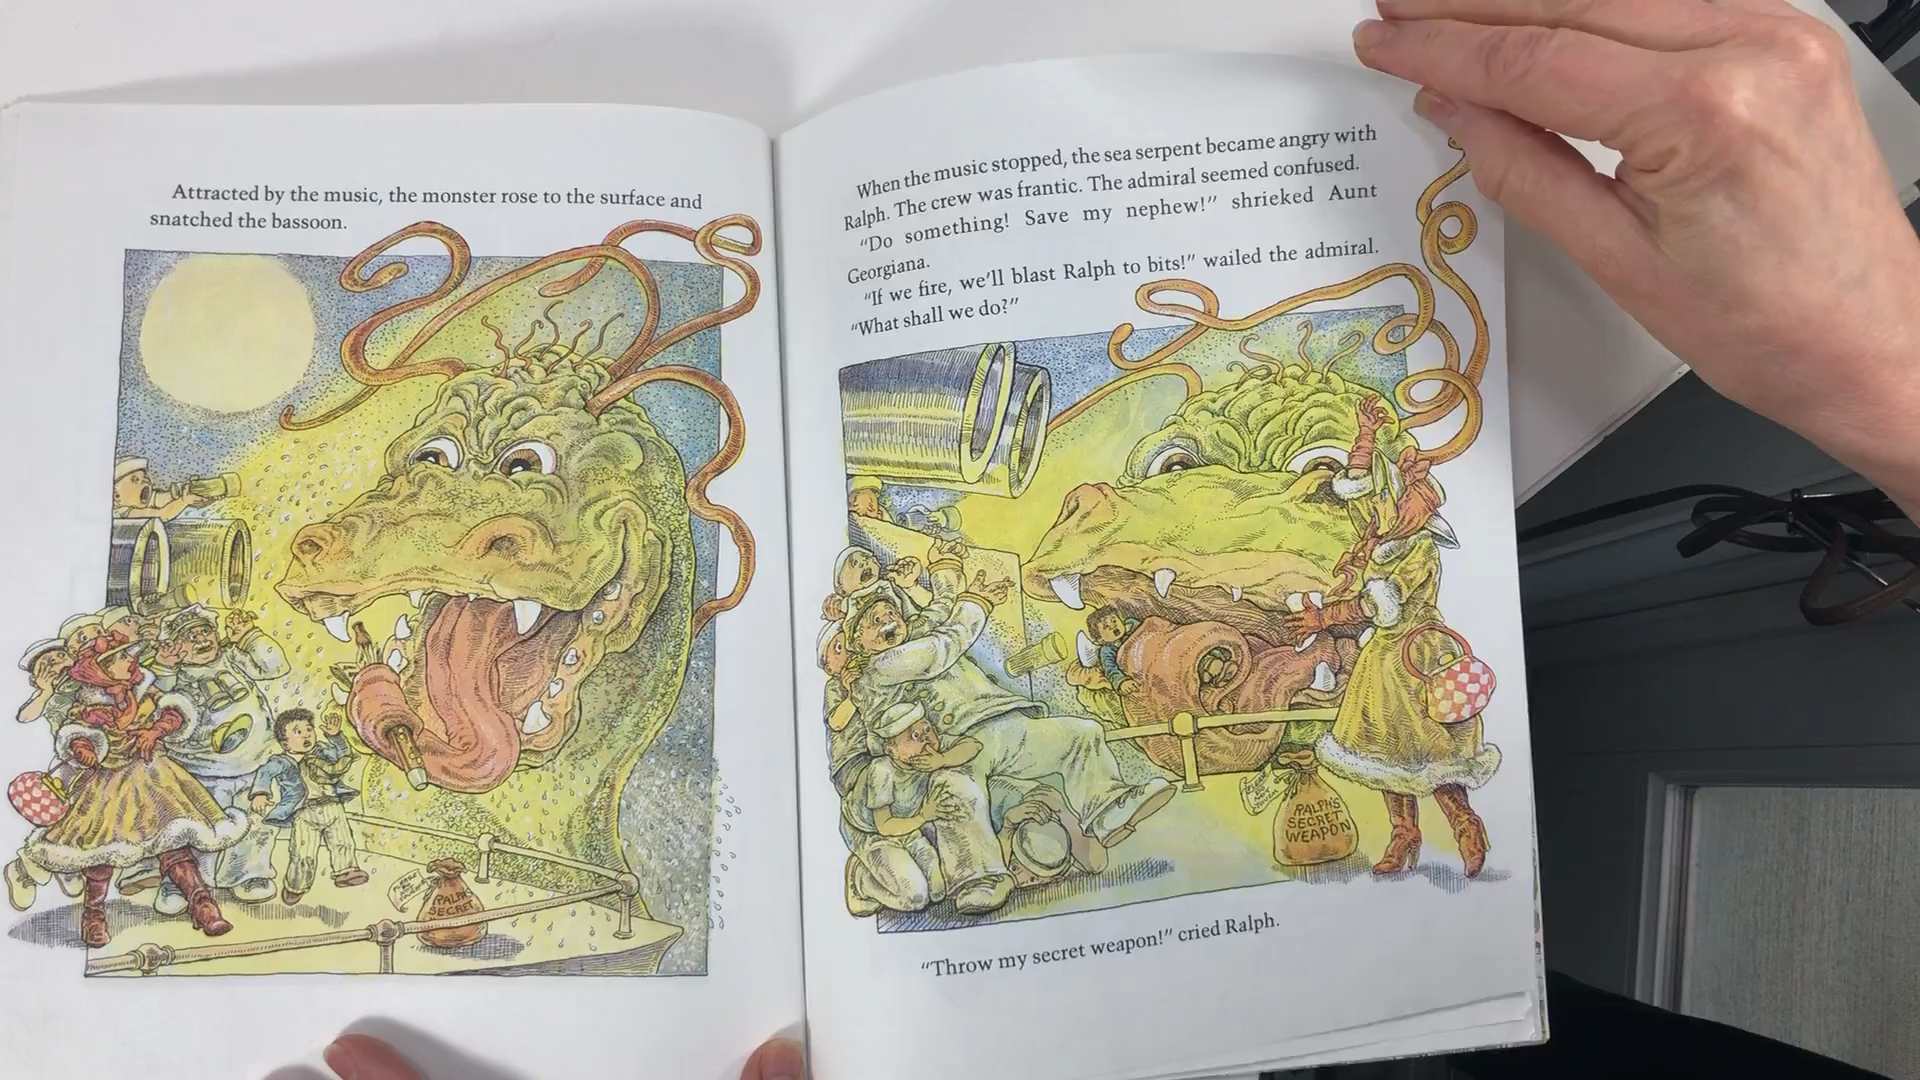 Attracted by the music, the monster rose to the surface and
snatched the bassoon.
RALPH'S
SECRET
When the music stopped, the sea serpent became angry with
Ralph. The crew was frantic. The admiral seemed confused.
"Do something! Save my nephew!" shrieked Aunt
Georgiana.
"If we fire, we'll blast Ralph to bits!" wailed the admiral.
"What shall we do?"
RALPH'S
SECRET
WEAPON
"Throw my secret weapon!" cried Ralph.